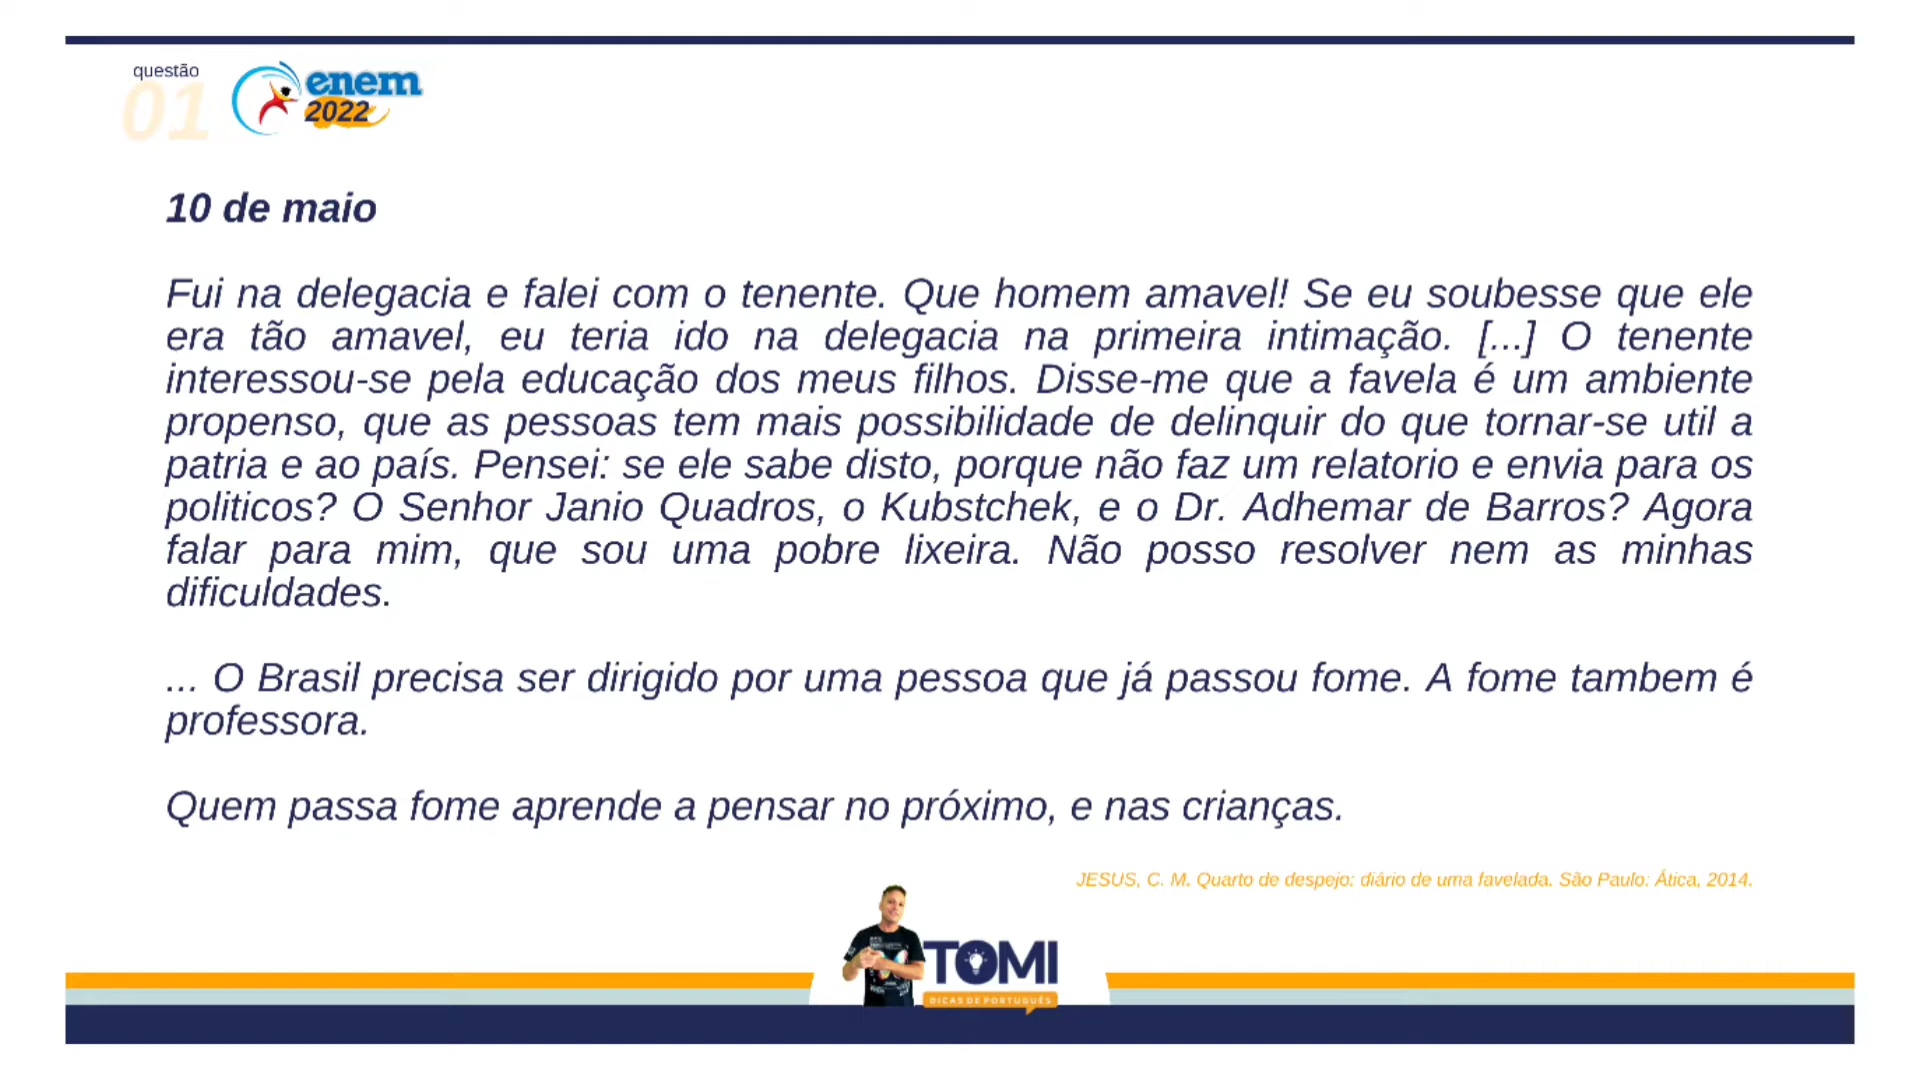 questão
01
enem
2022
10 de maio
Fui na delegacia e falei com o tenente. Que homem amavel! Se eu soubesse que ele
era tão amavel, eu teria ido na delegacia na primeira intimação. [...] O tenente
interessou-se pela educação dos meus filhos. Disse-me que a favela é um ambiente
propenso, que as pessoas tem mais possibilidade de delinquir do que tornar-se util a
patria e ao país. Pensei: se ele sabe disto, porque não faz um relatorio e envia para os
politicos? O Senhor Janio Quadros, o Kubstchek, e o Dr. Adhemar de Barros? Agora
falar para mim, que sou uma pobre lixeira. Não posso resolver nem as minhas
dificuldades.
... O Brasil precisa ser dirigido por uma pessoa que já passou fome. A fome tambem é
professora.
Quem passa fome aprende a pensar no próximo, e nas crianças.
JESUS, C. M. Quarto de despejo: diário de uma favelada. São Paulo: Ática, 2014.
TOMI
DICAS DE PORTUGUÊS